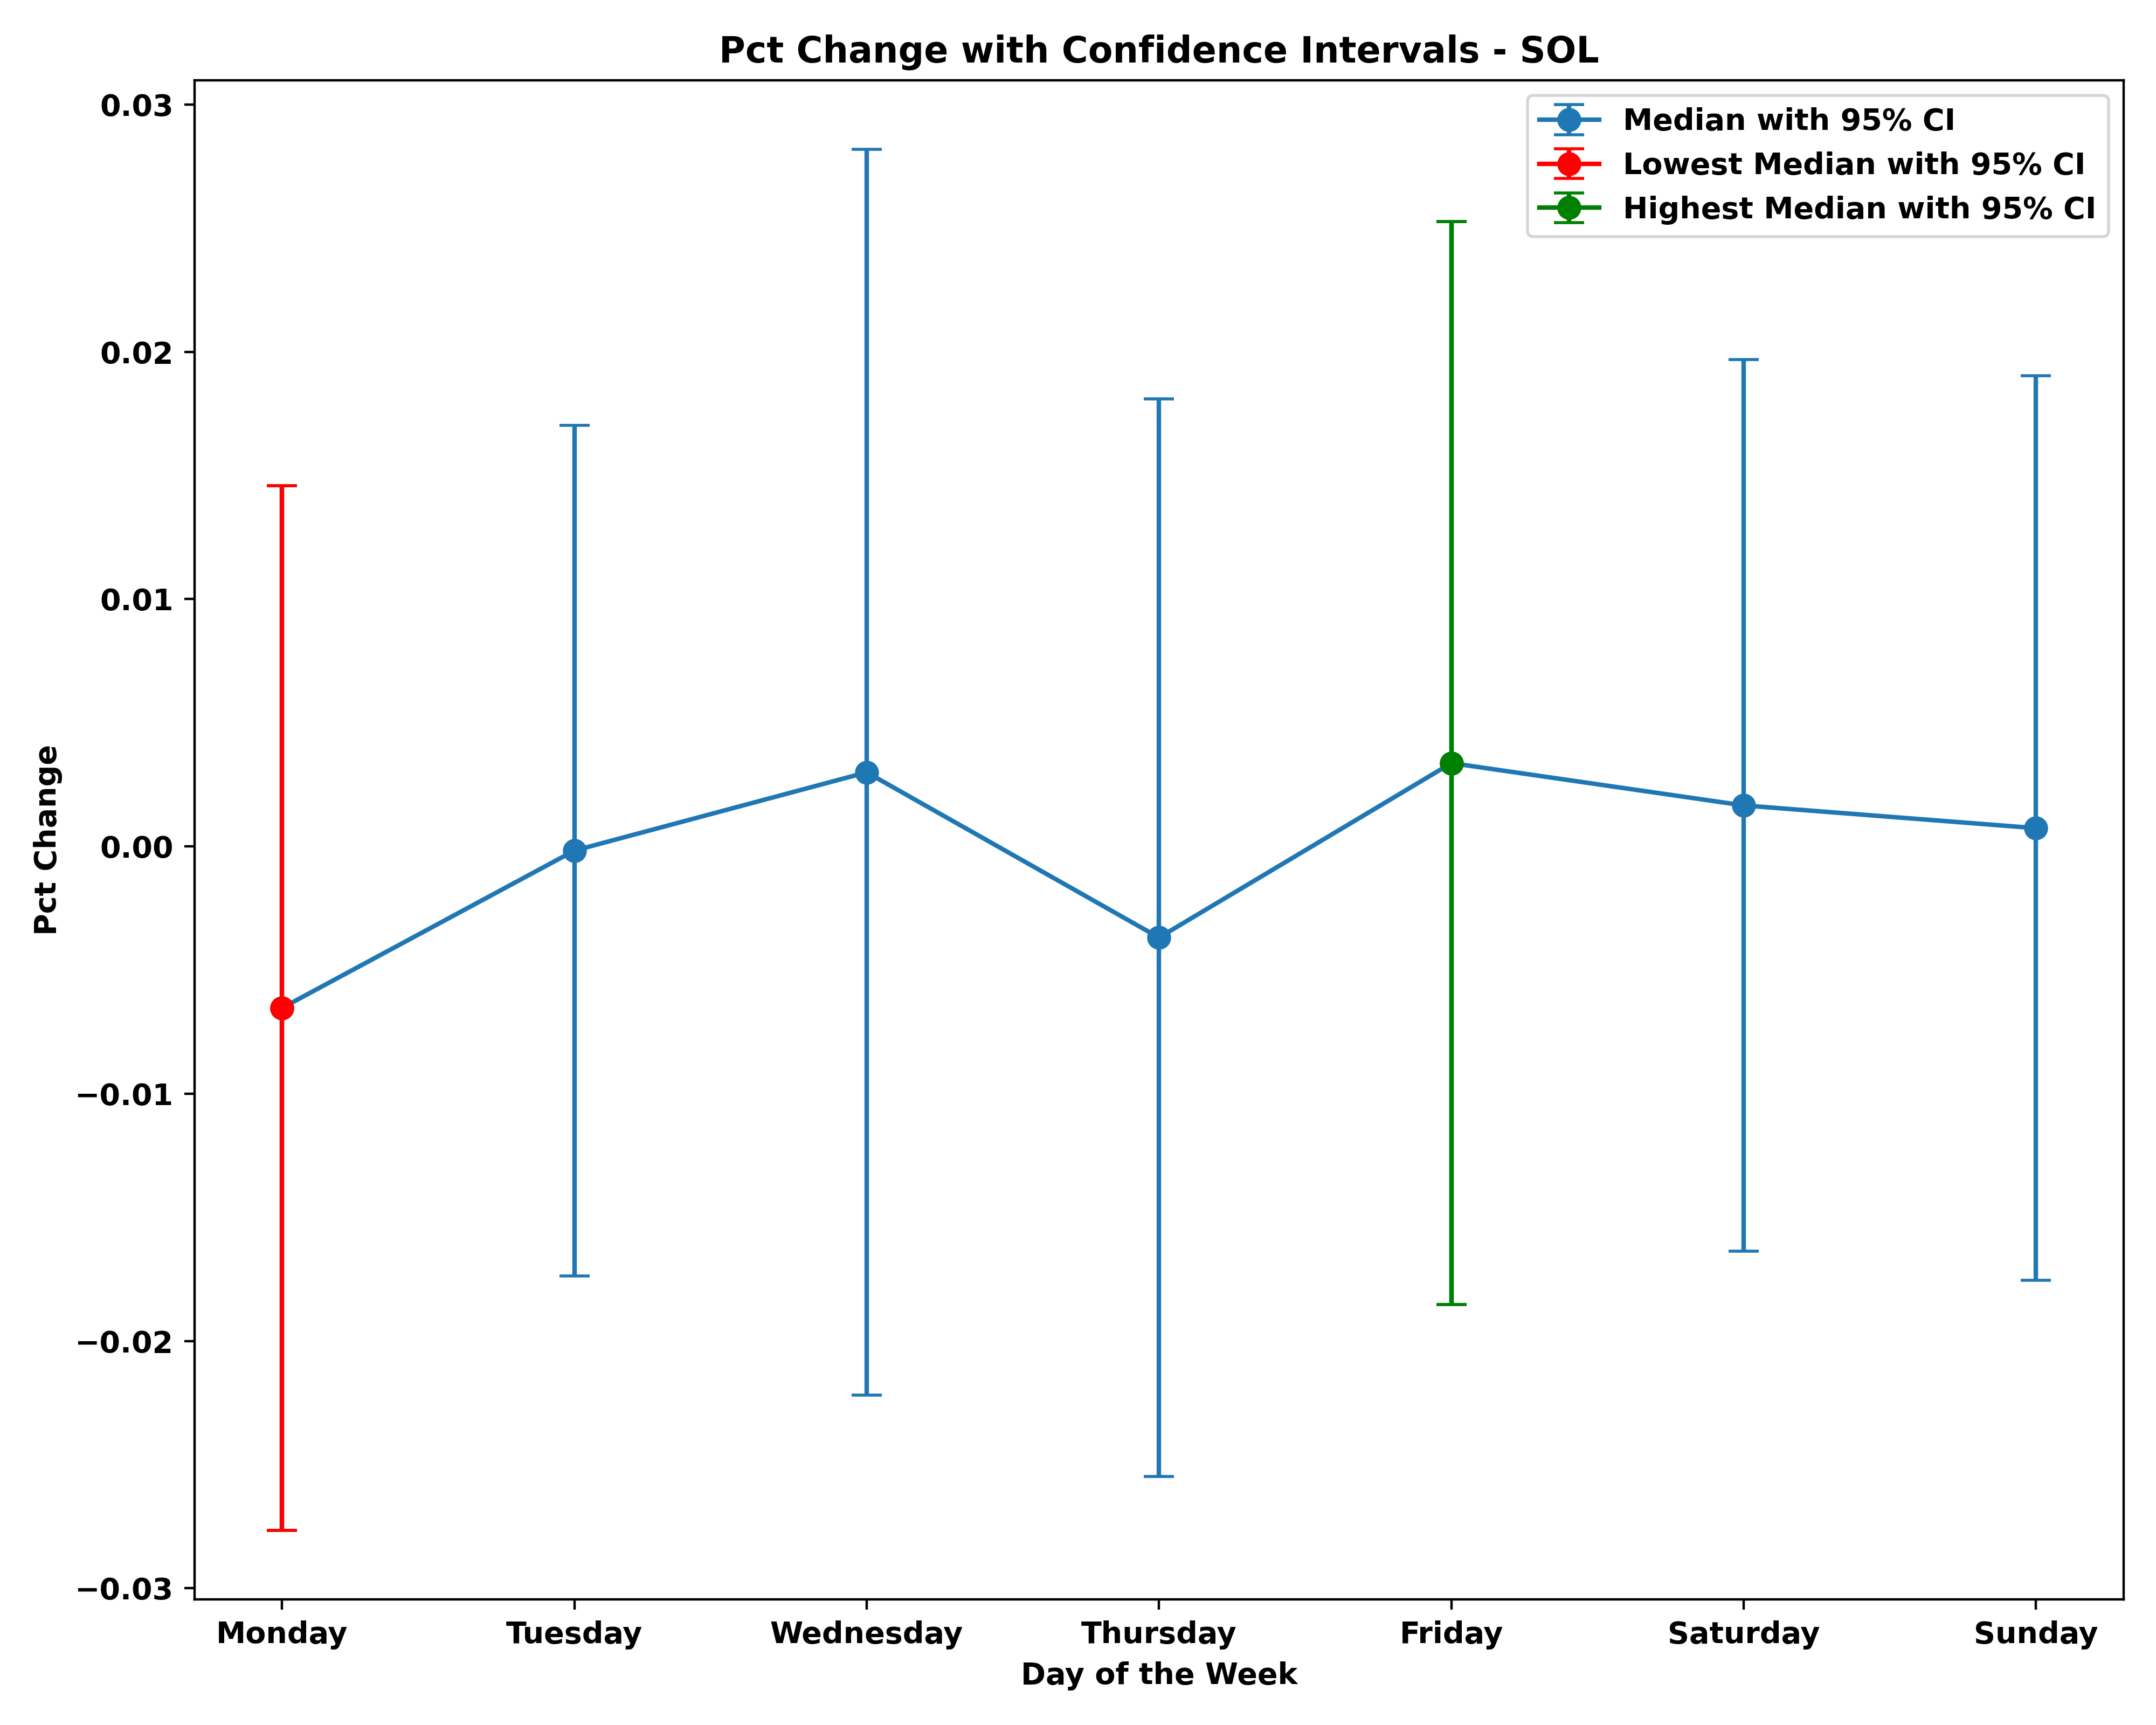 Pct Change with Confidence Intervals - SOL
Median with 95% CI
Lowest Median with 95% CI
Highest Median with 95% CI
0.03
0.02
0.01
0.00
−0.01
−0.02
−0.03
Pct Change
Monday Tuesday Wednesday Thursday Friday Saturday Sunday
Day of the Week